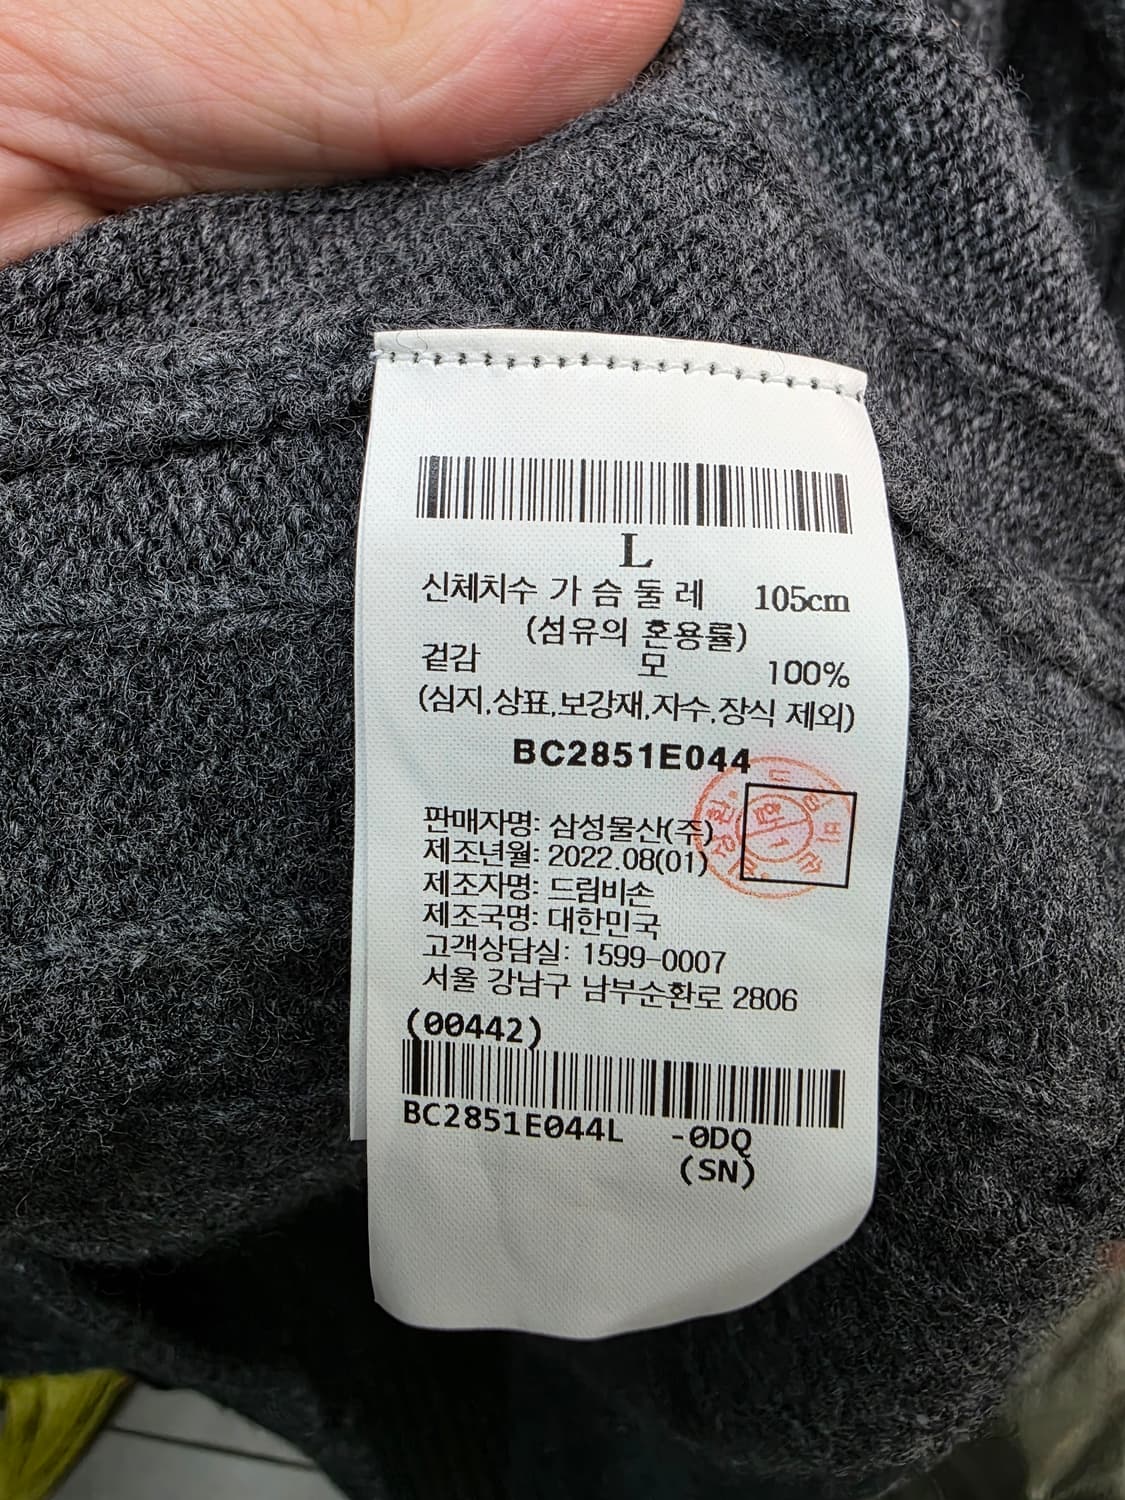 L
신체치수 가 슴 둘 레 105cm
(섬유의 혼용률)
겉감 모 100%
(심지,상표,보강재,자수,장식 제외)
BC2851E044
판매자명: 삼성물산(주)
제조년월: 2022.08(01)
제조자명: 드림비손
제조국명: 대한민국
고객상담실: 1599-0007
서울 강남구 남부순환로 2806
(00442)
BC2851E044L -0DQ
(SN)